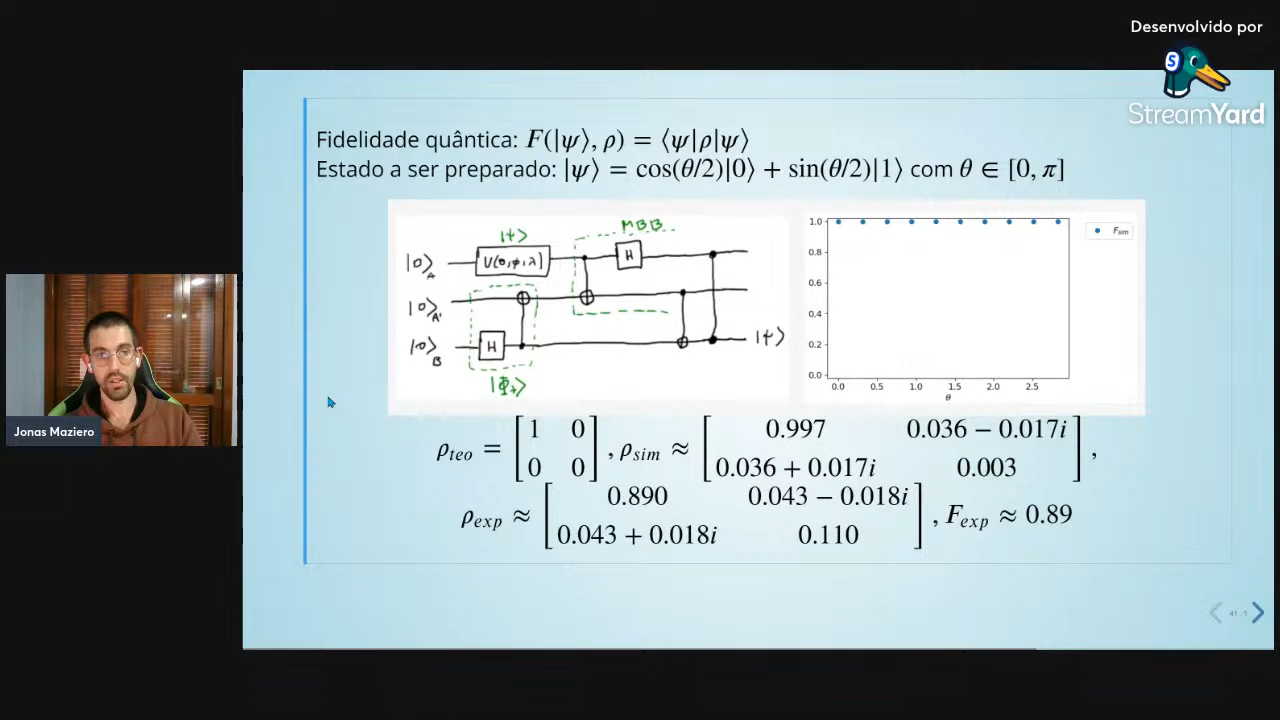 Desenvolvido por
StreamYard
Fidelidade quântica: F(|ψ⟩, ρ) = ⟨ψ|ρ|ψ⟩
Estado a ser preparado: |ψ⟩ = cos(θ/2)|0⟩ + sin(θ/2)|1⟩ com θ ∈ [0, π]
|ψ⟩
MBB
|0⟩A
U(θ,φ,λ)
H
|0⟩A'
|0⟩B
H
|ψ⟩
|Φ+⟩
1.0
0.8
0.6
0.4
0.2
0.0
0.0 0.5 1.0 1.5 2.0 2.5
θ
Fsim
ρteo = [1 0
0 0], ρsim ≈ [0.997 0.036 − 0.017i
0.036 + 0.017i 0.003],
ρexp ≈ [0.890 0.043 − 0.018i
0.043 + 0.018i 0.110], Fexp ≈ 0.89
Jonas Maziero